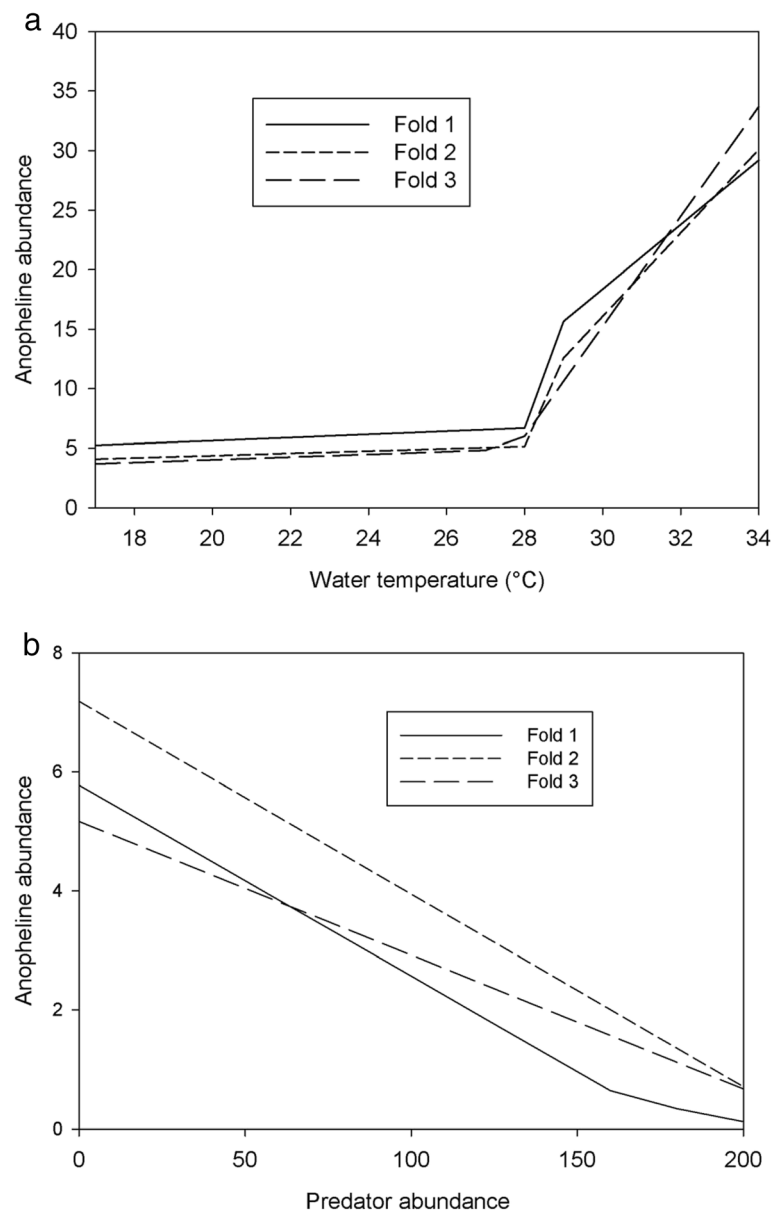 a
40
35
30
25
20
15
10
5
0
Anopheline abundance
Fold 1
Fold 2
Fold 3
18 20 22 24 26 28 30 32 34
Water temperature (°C)
b
8
6
4
2
0
Anopheline abundance
Fold 1
Fold 2
Fold 3
0 50 100 150 200
Predator abundance